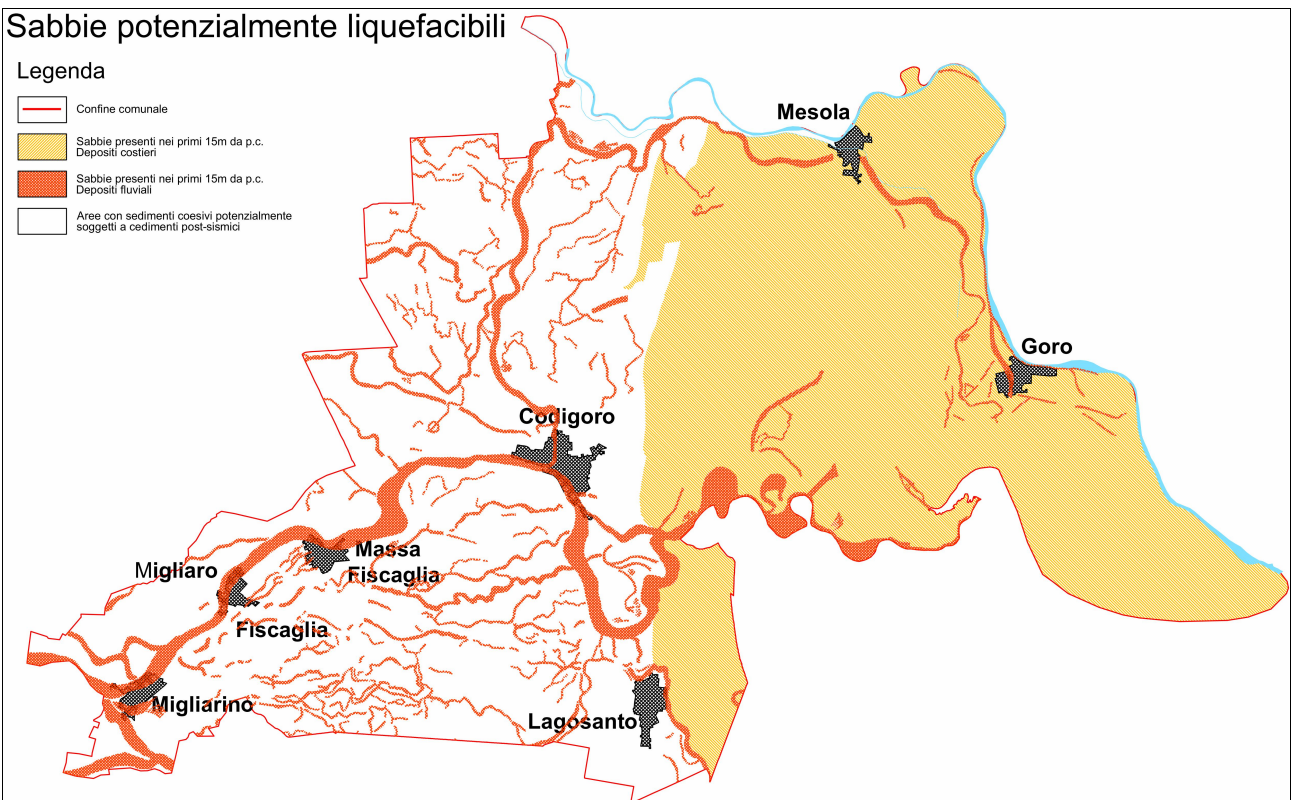 Sabbie potenzialmente liquefacibili
Legenda
Confine comunale
Sabbie presenti nei primi 15m da p.c.
Depositi costieri
Sabbie presenti nei primi 15m da p.c.
Depositi fluviali
Aree con sedimenti coesivi potenzialmente
soggetti a cedimenti post-sismici
Mesola
Goro
Codigoro
Massa
Fiscaglia
Migliaro
Fiscaglia
Migliarino
Lagosanto